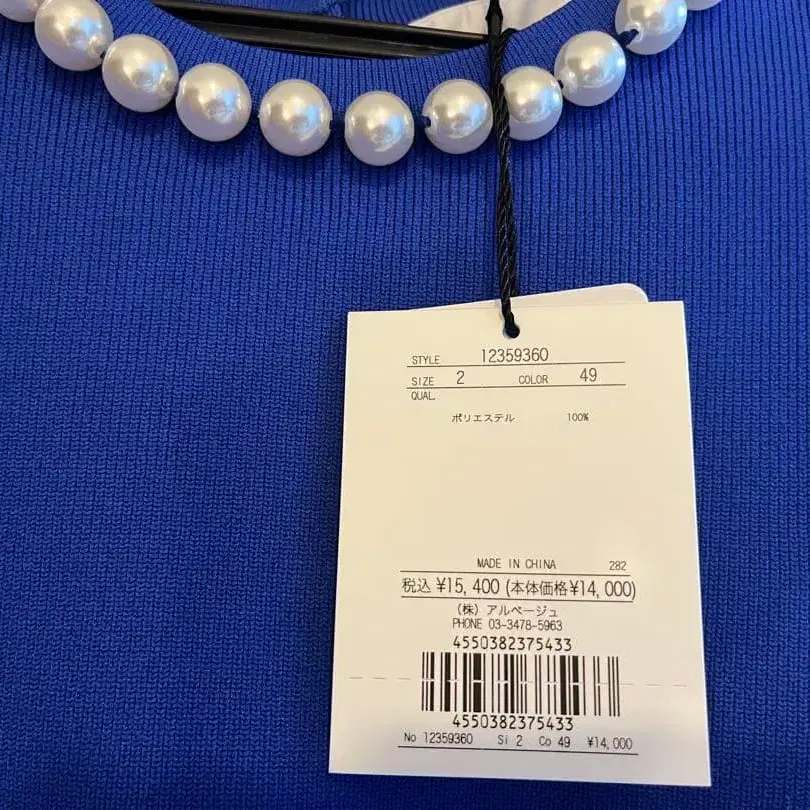 STYLE 12359360
SIZE 2 COLOR 49
QUAL.
ポリエステル 100%
MADE IN CHINA 282
税込 ¥15,400 (本体価格¥14,000)
(株) アルページュ
PHONE 03-3478-5963
4550382375433
4550382375433
No 12359360 Si 2 Co 49 ¥14,000